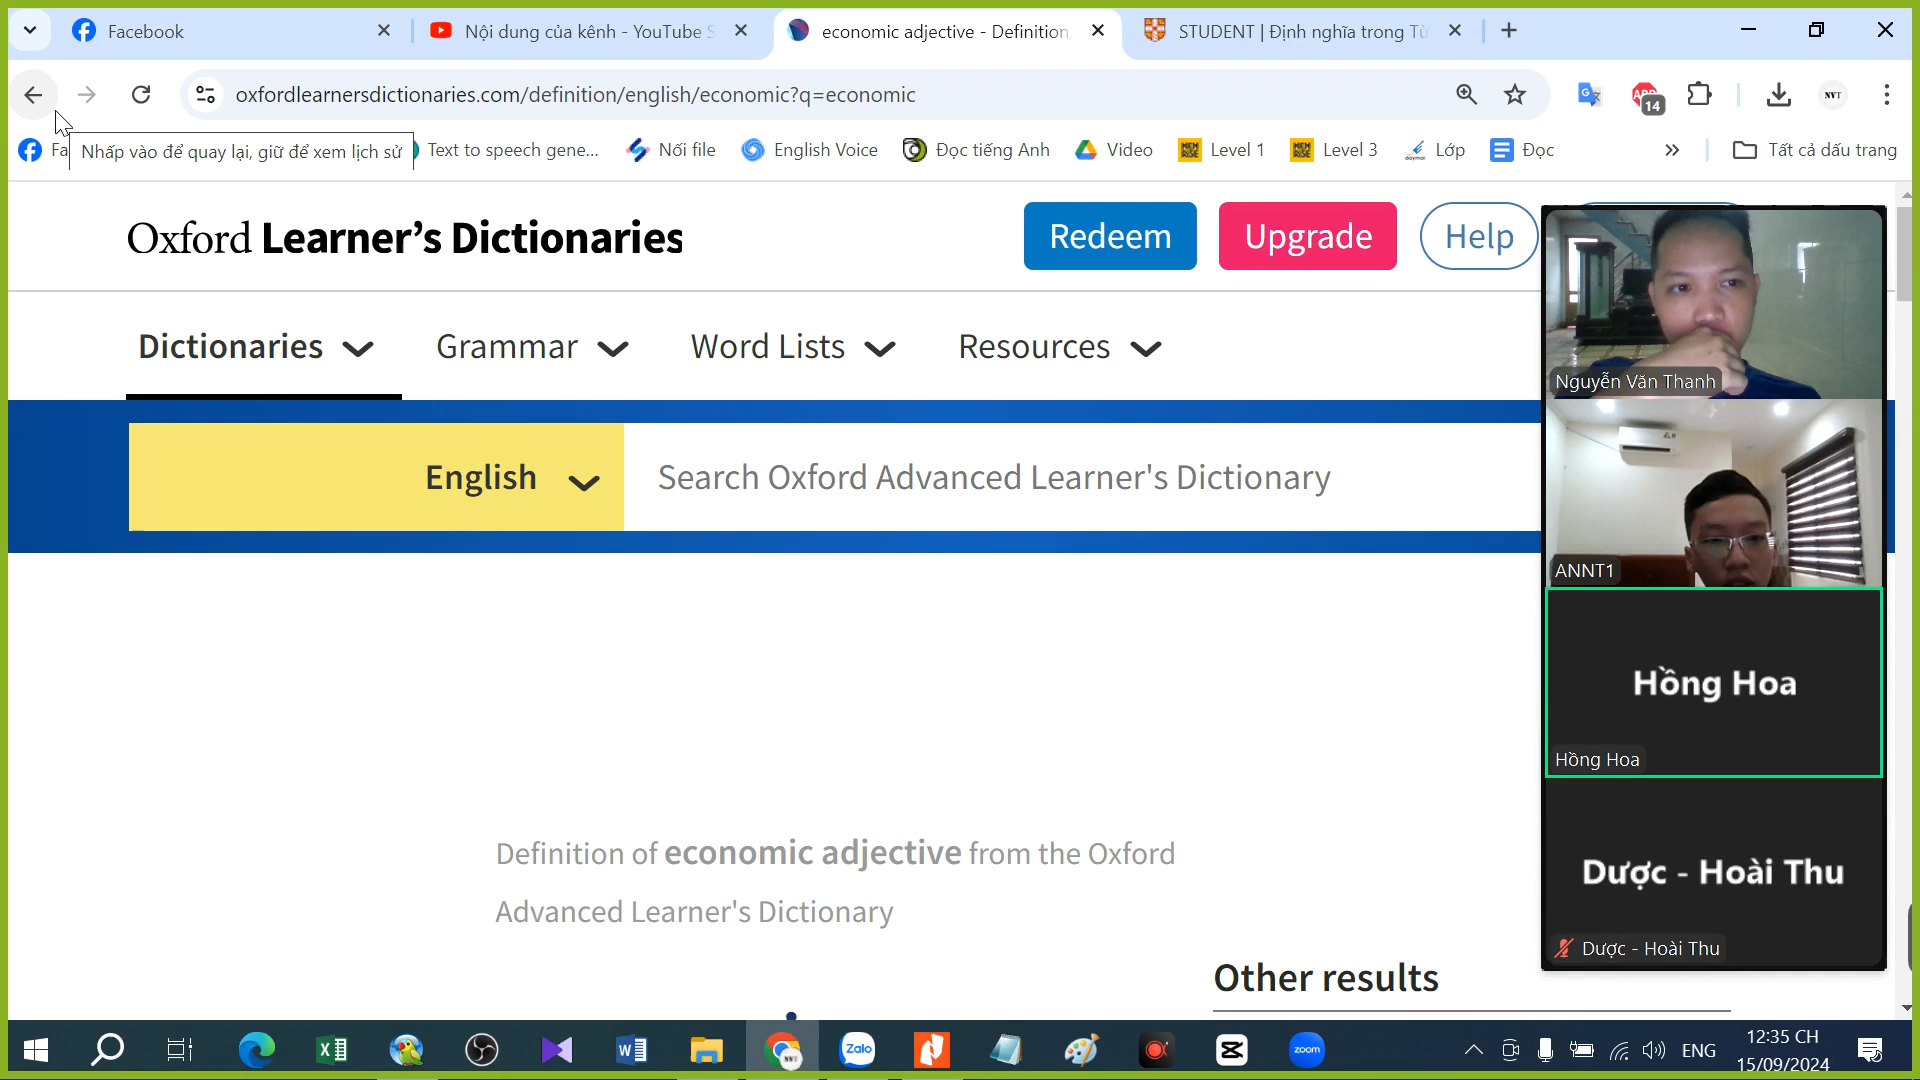 Facebook
Nội dung của kênh - YouTube S
economic adjective - Definition,
STUDENT | Định nghĩa trong Từ
oxfordlearnersdictionaries.com/definition/english/economic?q=economic
14
NVT
Fa
Nhấp vào để quay lại, giữ để xem lịch sử
Text to speech gene...
Nối file
English Voice
Đọc tiếng Anh
Video
Level 1
Level 3
Lớp
Đọc
Tất cả dấu trang
Oxford Learner's Dictionaries
Redeem
Upgrade
Help
Dictionaries
Grammar
Word Lists
Resources
English
Search Oxford Advanced Learner's Dictionary
Definition of economic adjective from the Oxford
Advanced Learner's Dictionary
Other results
Nguyễn Văn Thanh
ANNT1
Hồng Hoa
Hồng Hoa
Dược - Hoài Thu
Dược - Hoài Thu
Zalo
zoom
ENG
12:35 CH
15/09/2024